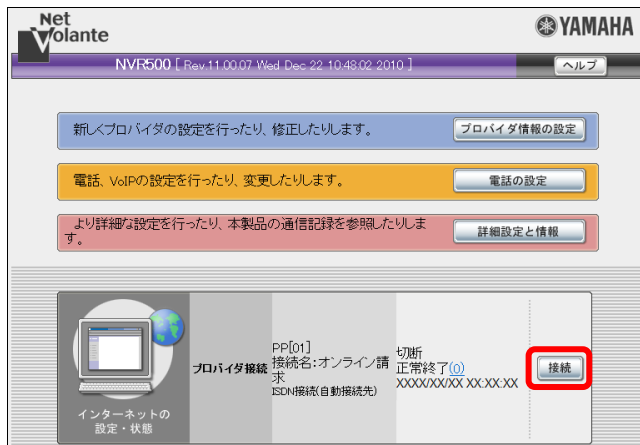 Net
Volante
YAMAHA
NVR500 [ Rev.11.00.07 Wed Dec 22 10:48:02 2010 ]
ヘルプ
新しくプロバイダの設定を行ったり、修正したりします。
プロバイダ情報の設定
電話、VoIPの設定を行ったり、変更したりします。
電話の設定
より詳細な設定を行ったり、本製品の通信記録を参照したりしま
す。
詳細設定と情報
インターネットの
設定・状態
プロバイダ接続
PP[01]
接続名:オンライン請
求
ISDN接続(自動接続先)
切断
正常終了(0)
XXXX/XX/XX XX:XX:XX
接続